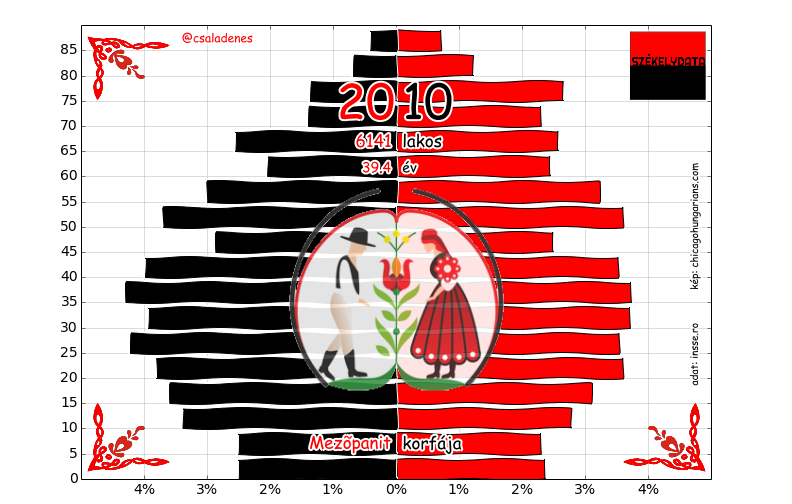 @csaladenes
SZÉKELYDATA
2010
6141 lakos
39.4 év
kép: chicagohungarians.com
adat: insse.ro
Mezőpanit korfája
85
80
75
70
65
60
55
50
45
40
35
30
25
20
15
10
5
0
4% 3% 2% 1% 0% 1% 2% 3% 4%